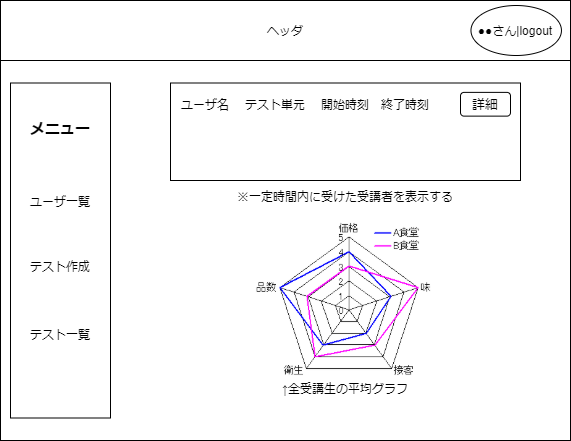 ヘッダ
●●さん|logout
メニュー
ユーザ一覧
テスト作成
テスト一覧
ユーザ名 テスト単元 開始時刻 終了時刻 詳細
※一定時間内に受けた受講者を表示する
価格
A食堂
B食堂
5
4
3
2
1
0
品数
味
衛生
接客
↑全受講生の平均グラフ